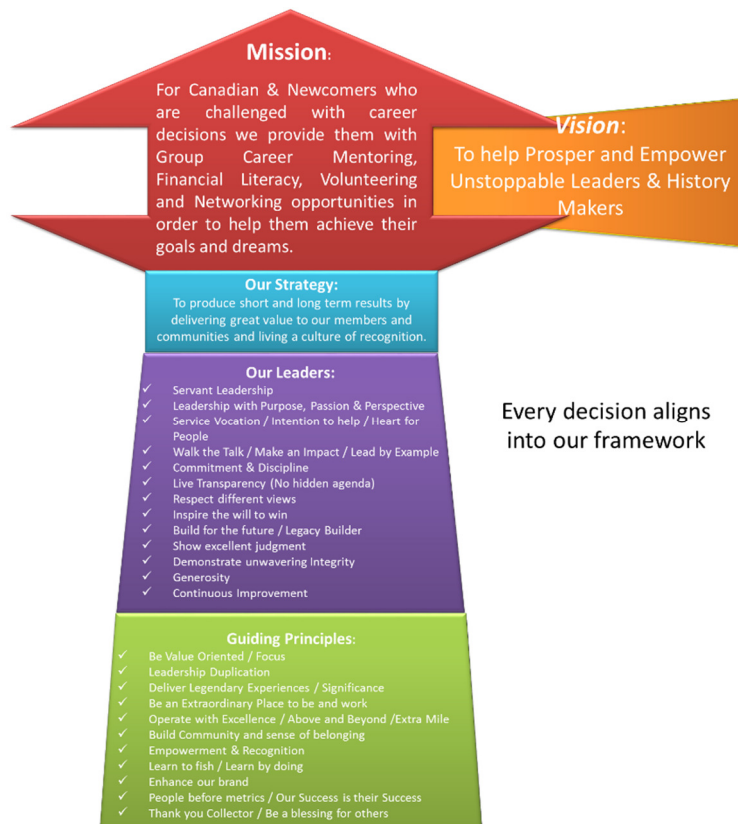 Mission:
For Canadian & Newcomers who
are challenged with career
decisions we provide them with
Group Career Mentoring,
Financial Literacy, Volunteering
and Networking opportunities in
order to help them achieve their
goals and dreams.
Vision:
To help Prosper and Empower
Unstoppable Leaders & History
Makers
Our Strategy:
To produce short and long term results by
delivering great value to our members and
communities and living a culture of recognition.
Our Leaders:
✓ Servant Leadership
✓ Leadership with Purpose, Passion & Perspective
✓ Service Vocation / Intention to help / Heart for
People
✓ Walk the Talk / Make an Impact / Lead by Example
✓ Commitment & Discipline
✓ Live Transparency (No hidden agenda)
✓ Respect different views
✓ Inspire the will to win
✓ Build for the future / Legacy Builder
✓ Show excellent judgment
✓ Demonstrate unwavering Integrity
✓ Generosity
✓ Continuous Improvement
Every decision aligns
into our framework
Guiding Principles:
✓ Be Value Oriented / Focus
✓ Leadership Duplication
✓ Deliver Legendary Experiences / Significance
✓ Be an Extraordinary Place to be and work
✓ Operate with Excellence / Above and Beyond /Extra Mile
✓ Build Community and sense of belonging
✓ Empowerment & Recognition
✓ Learn to fish / Learn by doing
✓ Enhance our brand
✓ People before metrics / Our Success is their Success
✓ Thank you Collector / Be a blessing for others